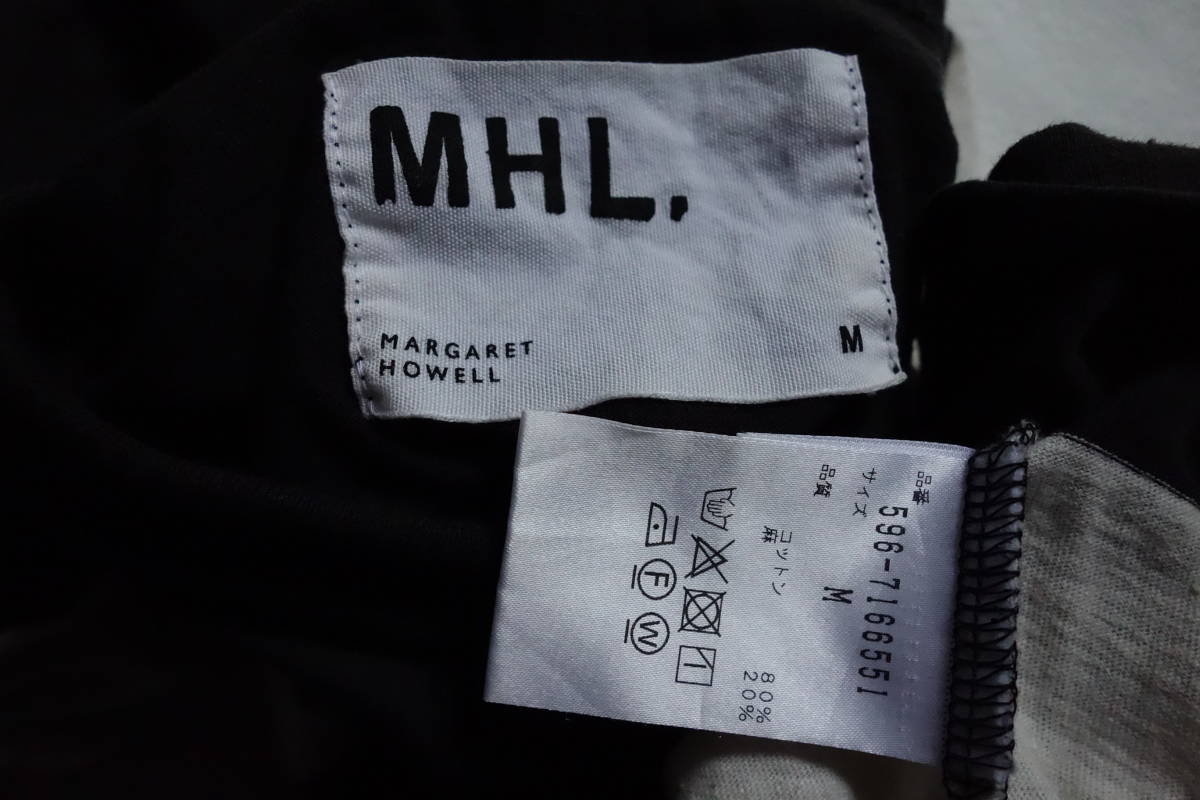 MHL.
MARGARET
HOWELL
M
品番 596-7166551
サイズ M
品質
コットン 80%
麻 20%
F W